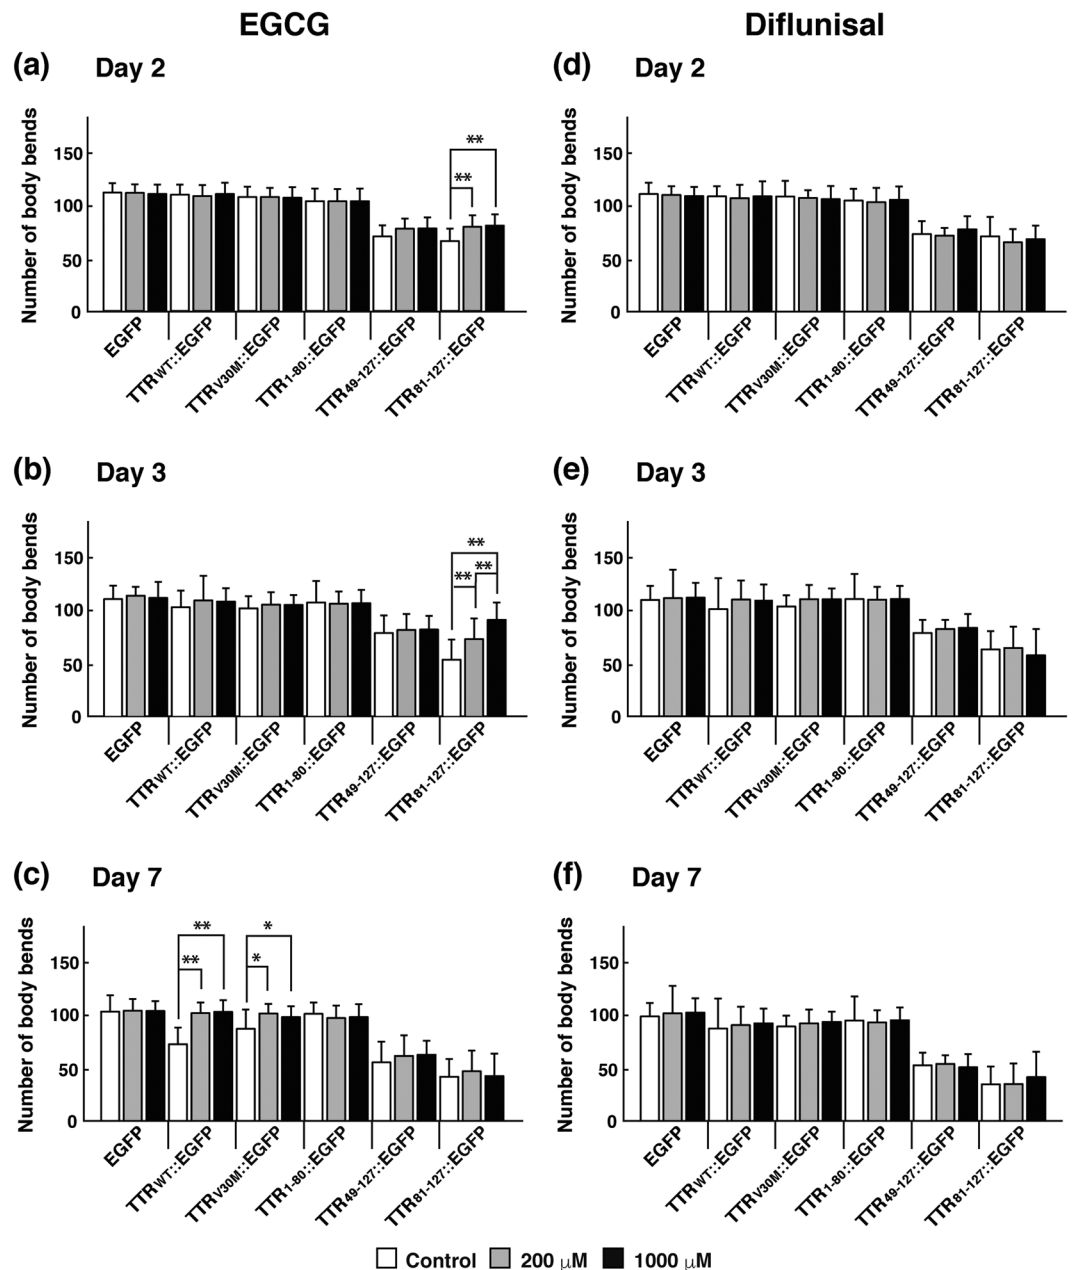 EGCG
Diflunisal
(a) Day 2
Number of body bends
150
100
50
0
**
**
EGFP
TTRWT::EGFP
TTRV30M::EGFP
TTR1-80::EGFP
TTR49-127::EGFP
TTR81-127::EGFP
(d) Day 2
Number of body bends
150
100
50
0
EGFP
TTRWT::EGFP
TTRV30M::EGFP
TTR1-80::EGFP
TTR49-127::EGFP
TTR81-127::EGFP
(b) Day 3
Number of body bends
150
100
50
0
**
**
**
EGFP
TTRWT::EGFP
TTRV30M::EGFP
TTR1-80::EGFP
TTR49-127::EGFP
TTR81-127::EGFP
(e) Day 3
Number of body bends
150
100
50
0
EGFP
TTRWT::EGFP
TTRV30M::EGFP
TTR1-80::EGFP
TTR49-127::EGFP
TTR81-127::EGFP
(c) Day 7
Number of body bends
150
100
50
0
**
**
*
*
EGFP
TTRWT::EGFP
TTRV30M::EGFP
TTR1-80::EGFP
TTR49-127::EGFP
TTR81-127::EGFP
(f) Day 7
Number of body bends
150
100
50
0
EGFP
TTRWT::EGFP
TTRV30M::EGFP
TTR1-80::EGFP
TTR49-127::EGFP
TTR81-127::EGFP
Control 200 μM 1000 μM